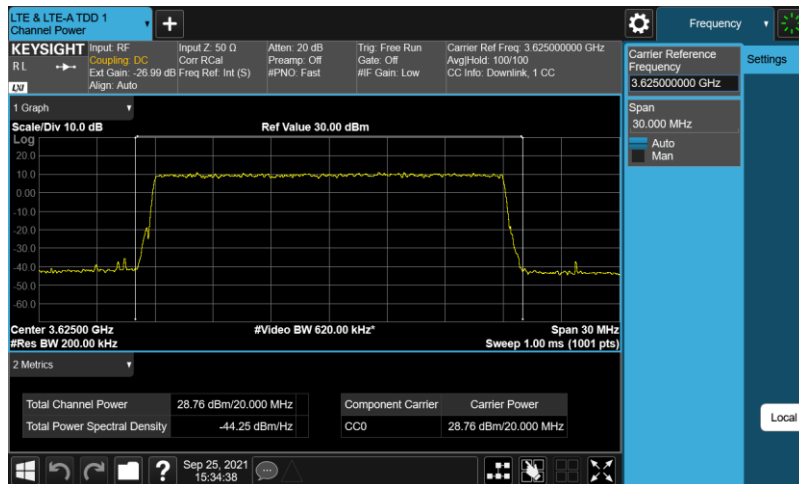 LTE & LTE-A TDD 1
Channel Power
Frequency
KEYSIGHT
R L
LXI
Input: RF
Coupling: DC
Ext Gain: -26.99 dB
Align: Auto
Input Z: 50 Ω
Corr RCal
Freq Ref: Int (S)
Atten: 20 dB
Preamp: Off
#PNO: Fast
Trig: Free Run
Gate: Off
#IF Gain: Low
Carrier Ref Freq: 3.625000000 GHz
Avg|Hold: 100/100
CC Info: Downlink, 1 CC
Carrier Reference
Frequency
3.625000000 GHz
Settings
Span
30.000 MHz
Auto
Man
1 Graph
Scale/Div 10.0 dB
Ref Value 30.00 dBm
Log
20.0
10.0
0.00
-10.0
-20.0
-30.0
-40.0
-50.0
-60.0
Center 3.62500 GHz
#Video BW 620.00 kHz*
Span 30 MHz
#Res BW 200.00 kHz
Sweep 1.00 ms (1001 pts)
2 Metrics
Total Channel Power 28.76 dBm/20.000 MHz
Total Power Spectral Density -44.25 dBm/Hz
Component Carrier Carrier Power
CC0 28.76 dBm/20.000 MHz
Local
?
Sep 25, 2021
15:34:38